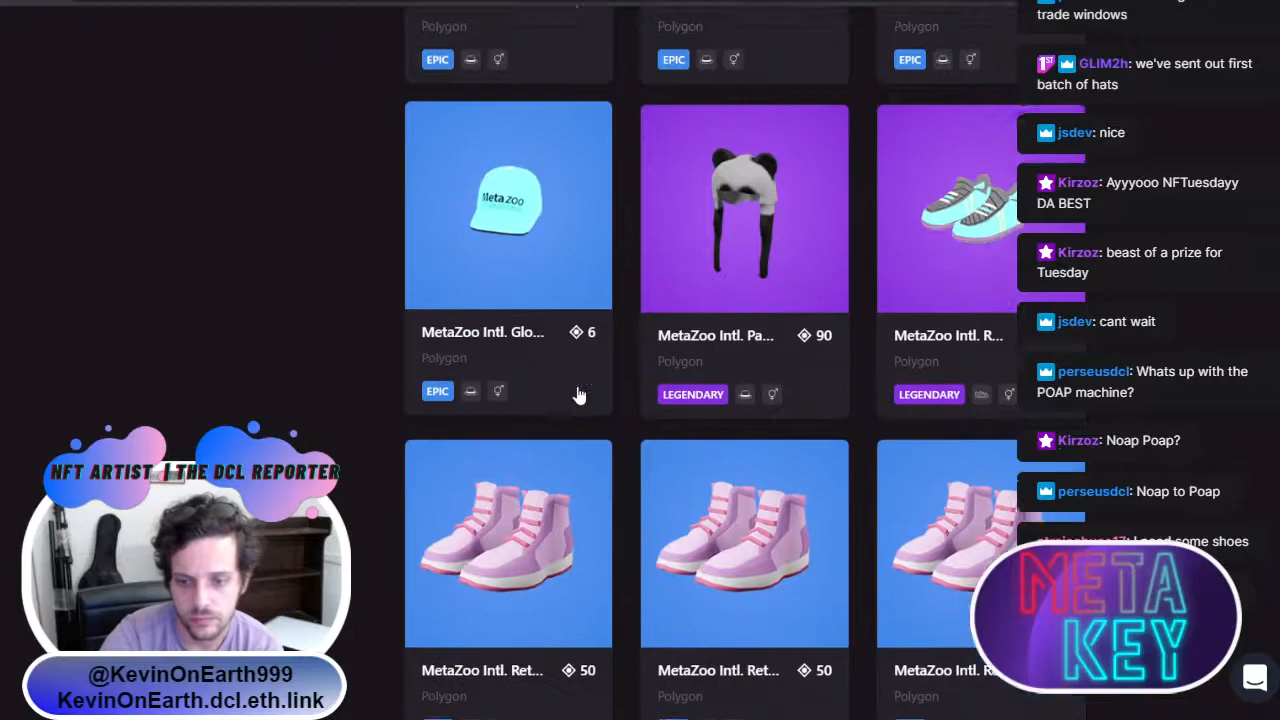 Polygon
EPIC
Polygon
EPIC
Polygon
EPIC
Meta Zoo
MetaZoo Intl. Glo... 6
Polygon
EPIC
MetaZoo Intl. Pa... 90
Polygon
LEGENDARY
MetaZoo Intl. R...
Polygon
LEGENDARY
MetaZoo Intl. Ret... 50
Polygon
MetaZoo Intl. Ret... 50
Polygon
MetaZoo Intl.
Polygon
trade windows
1ST GLIM2h: we've sent out first
batch of hats
jsdev: nice
Kirzoz: Ayyyooo NFTuesdayy
DA BEST
Kirzoz: beast of a prize for
Tuesday
jsdev: cant wait
perseusdcl: Whats up with the
POAP machine?
Kirzoz: Noap Poap?
perseusdcl: Noap to Poap
I need some shoes
META
KEY
NFT ARTIST | THE DCL REPORTER
@KevinOnEarth999
KevinOnEarth.dcl.eth.link